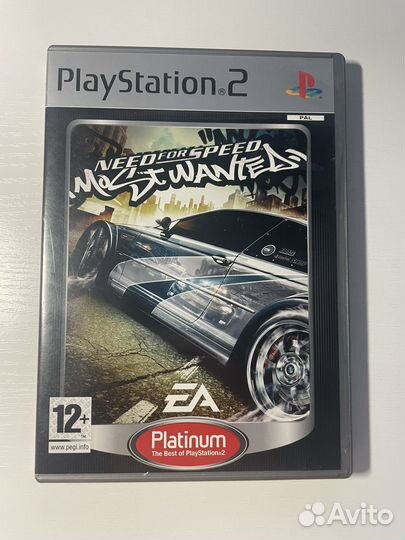 PlayStation®2
PAL
NEED FOR SPEED
MOST WANTED
EA
12+
www.pegi.info
Platinum
The Best of PlayStation®2
Avito